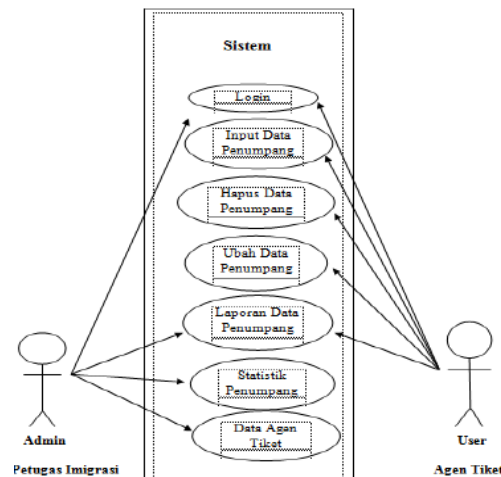 Sistem
Login
Input Data
Penumpang
Hapus Data
Penumpang
Ubah Data
Penumpang
Laporan Data
Penumpang
Statistik
Penumpang
Data Agen
Tiket
Admin
Petugas Imigrasi
User
Agen Tiket